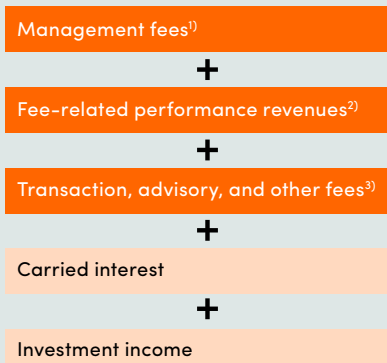 Management fees¹⁾
+
Fee-related performance revenues²⁾
+
Transaction, advisory, and other fees³⁾
+
Carried interest
+
Investment income